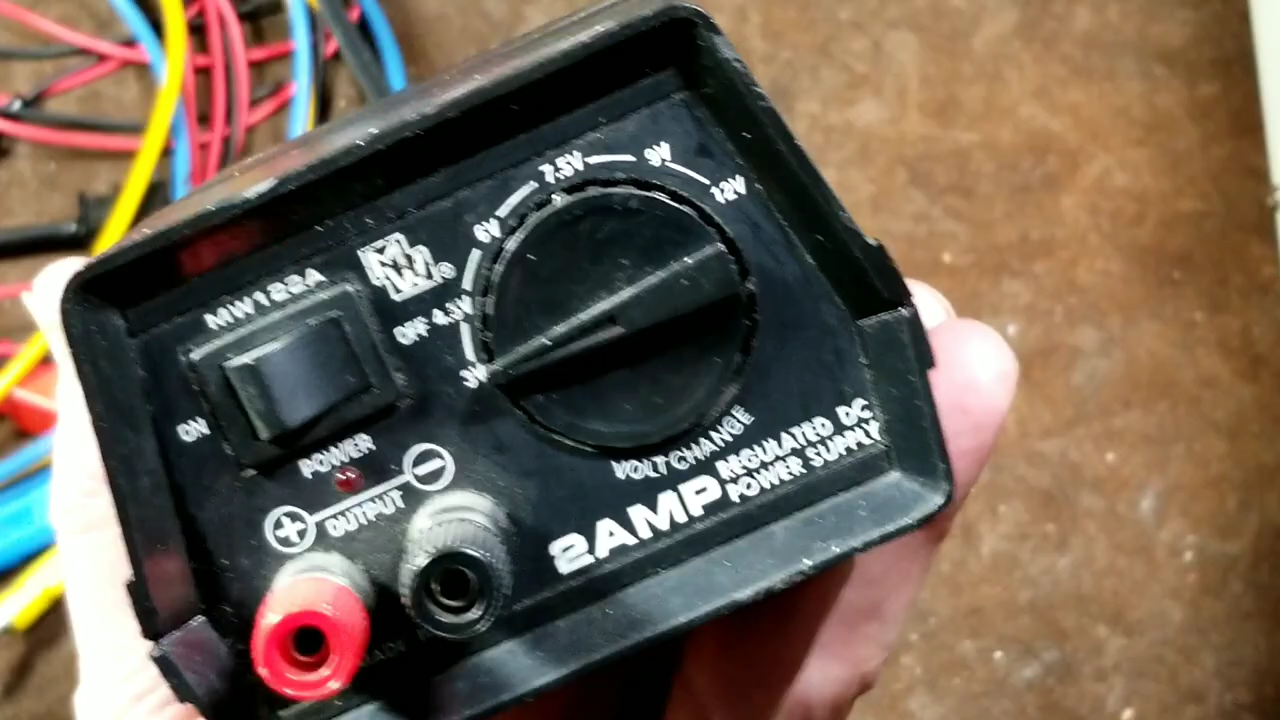 MW122A
MW®
ON
OFF
3V
4.5V
6V
7.5V
9V
12V
VOLT CHANGE
POWER
+ −
OUTPUT
2AMP REGULATED DC
POWER SUPPLY